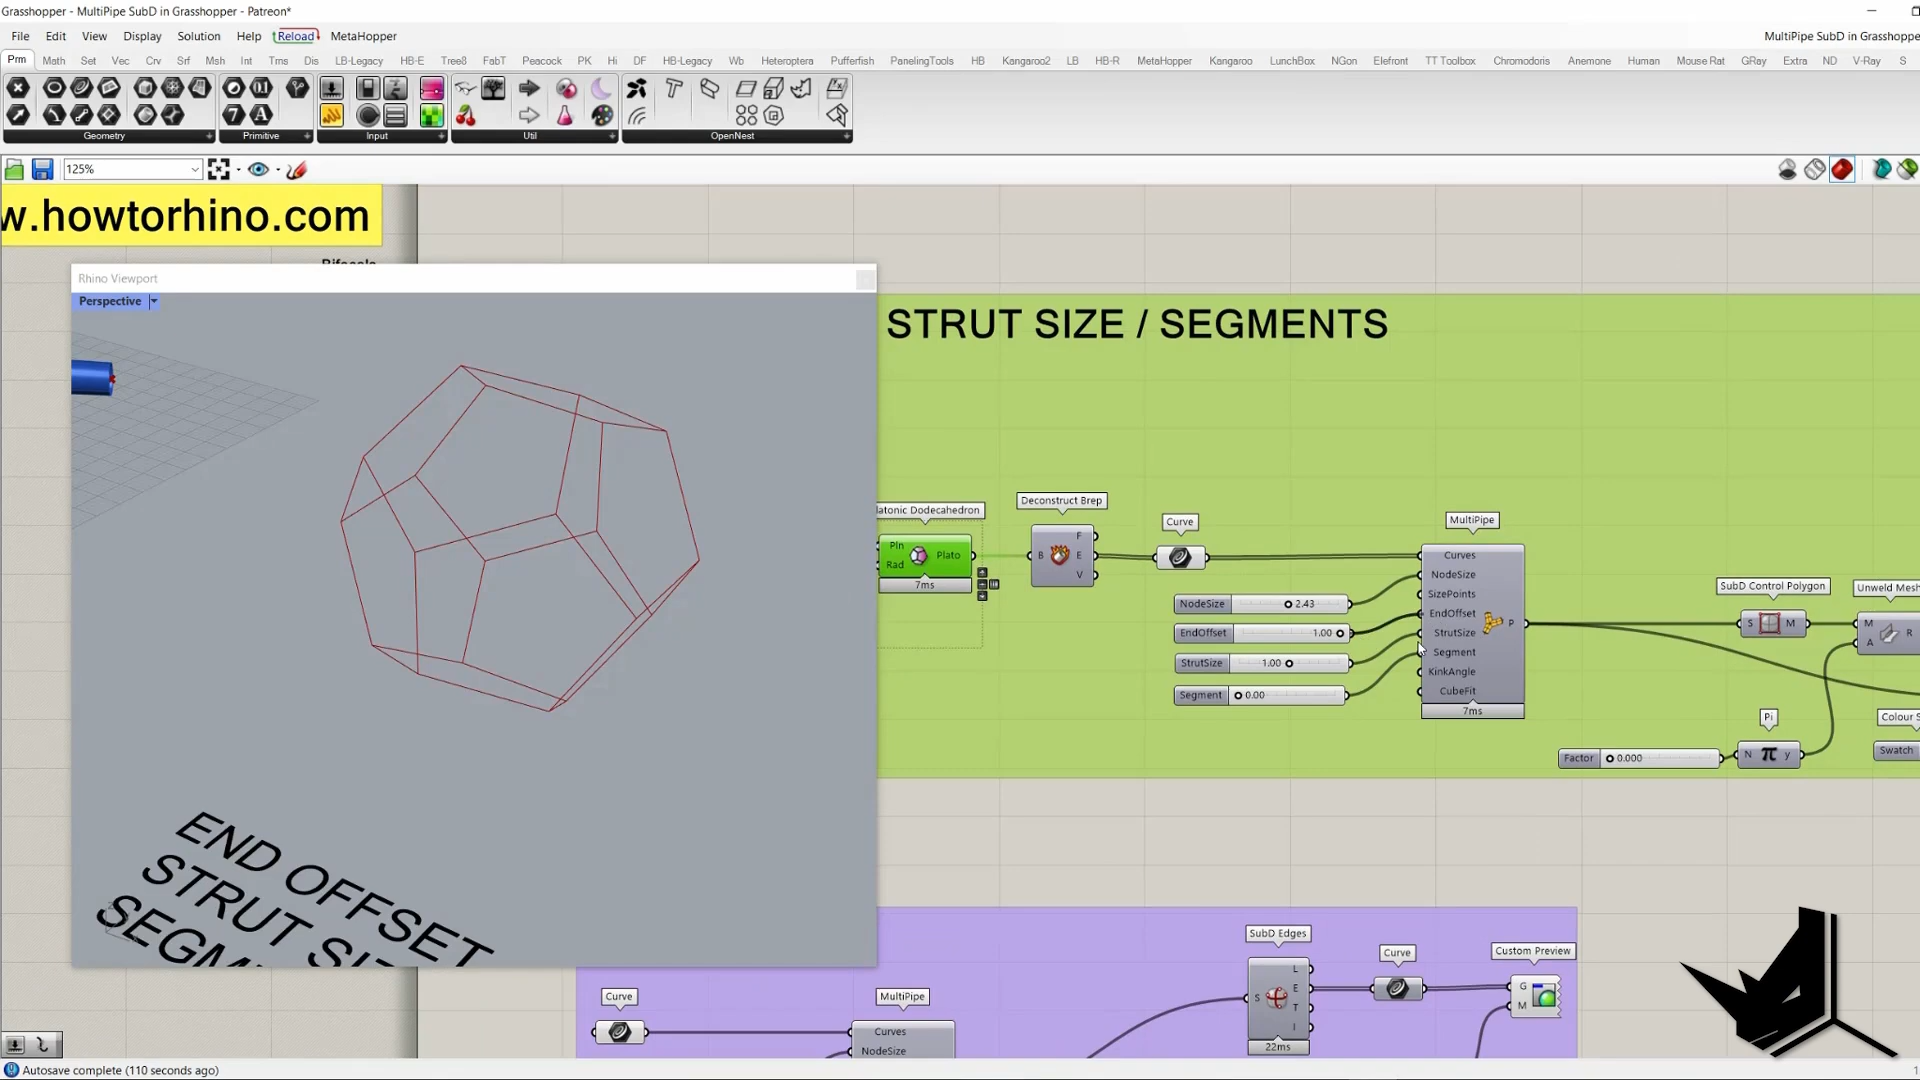 Grasshopper - MultiPipe SubD in Grasshopper - Patreon*
File Edit View Display Solution Help Reload MetaHopper
MultiPipe SubD in Grasshoppe
Prm Math Set Vec Crv Srf Msh Int Trns Dis LB-Legacy HB-E Tree8 FabT Peacock PK Hi DF HB-Legacy Wb Heteroptera Pufferfish PanelingTools HB Kangaroo2 LB HB-R MetaHopper Kangaroo LunchBox NGon Elefront TT Toolbox Chromodoris Anemone Human Mouse Rat GRay Extra ND V-Ray S
Geometry Primitive Input Util OpenNest
125%
w.howtorhino.com
Rhino Viewport
Perspective
STRUT SIZE / SEGMENTS
atonic Dodecahedron
Pln
Rad
Plato
7ms
Deconstruct Brep
B
F
E
V
Curve
MultiPipe
Curves
NodeSize
SizePoints
EndOffset
StrutSize
Segment
KinkAngle
CubeFit
P
7ms
NodeSize 2.43
EndOffset 1.00
StrutSize 1.00
Segment 0.00
SubD Control Polygon
S M
Unweld Mesh
M
A
R
Pi
N y
Factor 0.000
Colour S
Swatch
END OFFSET
STRUT SI
SEGM
SubD Edges
S
L
E
T
I
22ms
Curve
Custom Preview
G
M
Curve
MultiPipe
Curves
NodeSize
Autosave complete (110 seconds ago)